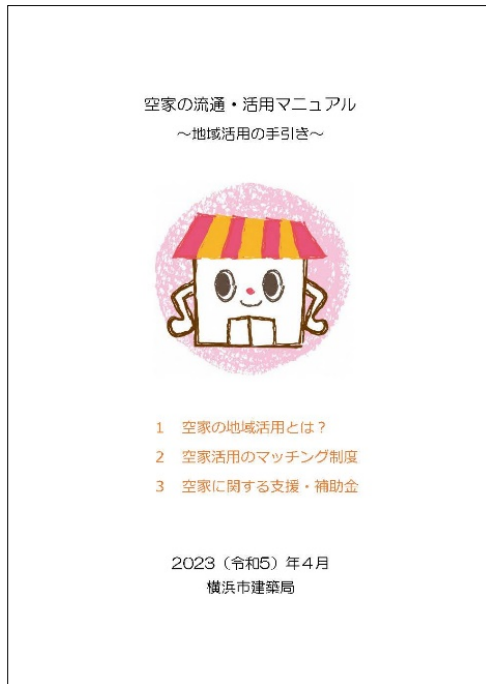 空家の流通・活用マニュアル
～地域活用の手引き～
1 空家の地域活用とは？
2 空家活用のマッチング制度
3 空家に関する支援・補助金
2023（令和5）年4月
横浜市建築局